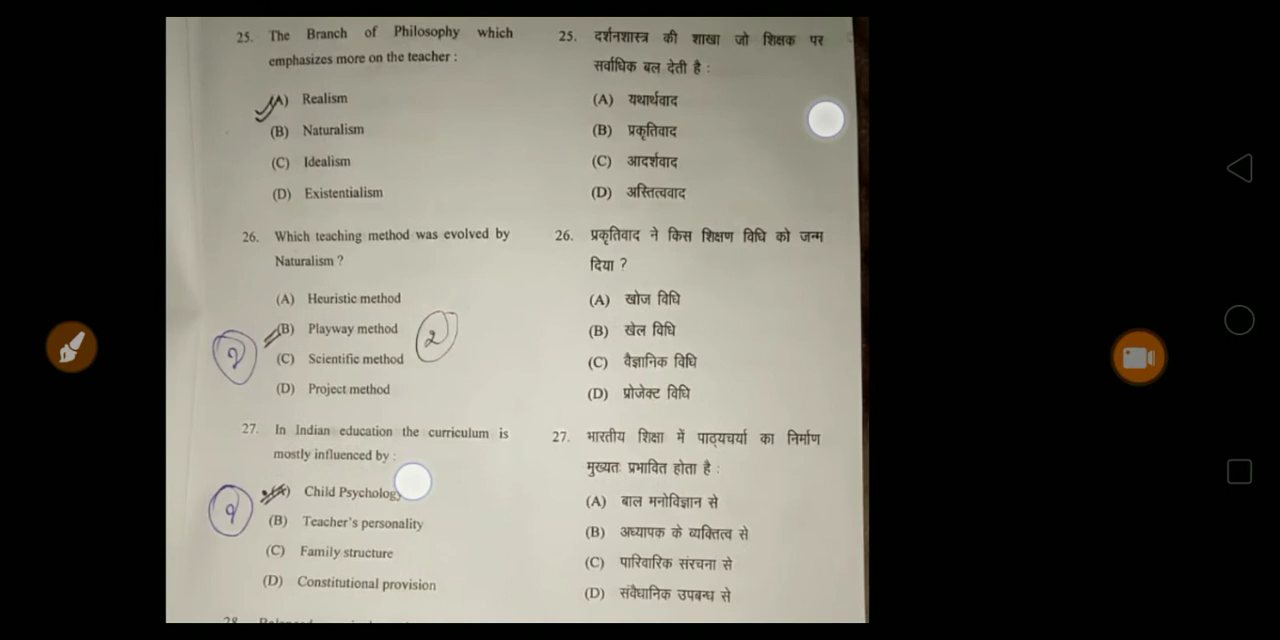 25. The Branch of Philosophy which
emphasizes more on the teacher :
(A) Realism
(B) Naturalism
(C) Idealism
(D) Existentialism
26. Which teaching method was evolved by
Naturalism ?
(A) Heuristic method
(B) Playway method
2
(C) Scientific method
(D) Project method
27. In Indian education the curriculum is
mostly influenced by :
Child Psychology
(B) Teacher's personality
(C) Family structure
(D) Constitutional provision
25. दर्शनशास्त्र की शाखा जो शिक्षक पर
सर्वाधिक बल देती है :
(A) यथार्थवाद
(B) प्रकृतिवाद
(C) आदर्शवाद
(D) अस्तित्ववाद
26. प्रकृतिवाद ने किस शिक्षण विधि को जन्म
दिया ?
(A) खोज विधि
(B) खेल विधि
(C) वैज्ञानिक विधि
(D) प्रोजेक्ट विधि
27. भारतीय शिक्षा में पाठ्यचर्या का निर्माण
मुख्यतः प्रभावित होता है :
(A) बाल मनोविज्ञान से
(B) अध्यापक के व्यक्तित्व से
(C) पारिवारिक संरचना से
(D) संवैधानिक उपबन्ध से